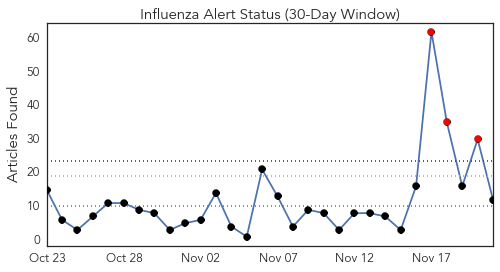 Influenza Alert Status (30-Day Window)
Articles Found
60
50
40
30
20
10
0
Oct 23
Oct 28
Nov 02
Nov 07
Nov 12
Nov 17